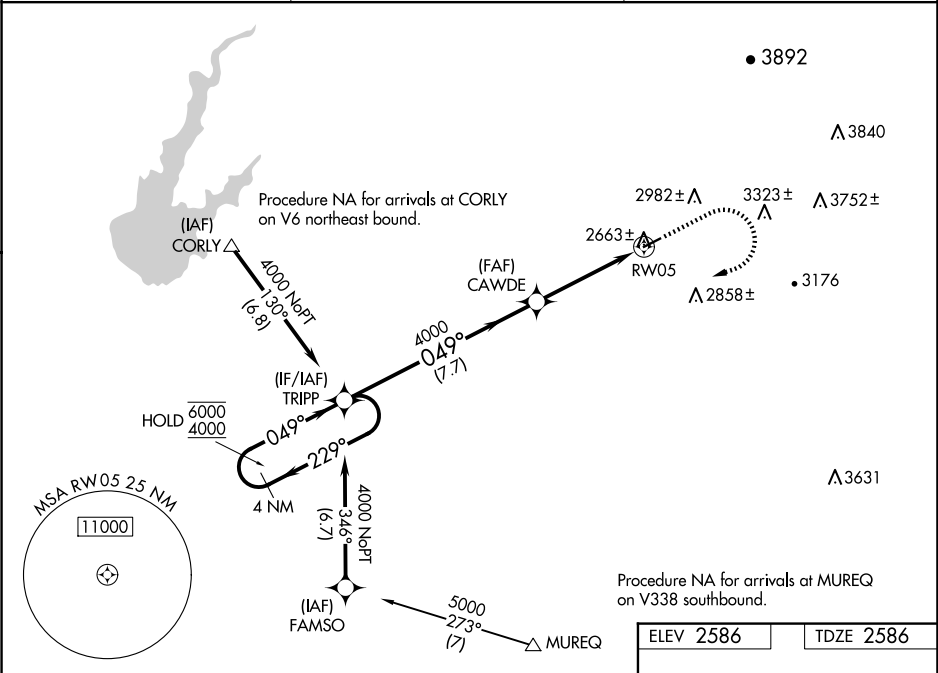 3892
3840
Procedure NA for arrivals at CORLY
on V6 northeast bound.
2982±
3323±
3752±
(IAF)
CORLY
2663±
RW05
4000 NoPT
130°
(6.8)
(FAF)
CAWDE
2858±
3176
4000
049°
(7.7)
(IF/IAF)
TRIPP
HOLD 6000
4000
049°
229°
4 NM
MSA RW05 25 NM
11000
4000 NoPT
346°
(6.7)
3631
(IAF)
FAMSO
5000
273°
(7)
MUREQ
Procedure NA for arrivals at MUREQ
on V338 southbound.
ELEV 2586
TDZE 2586